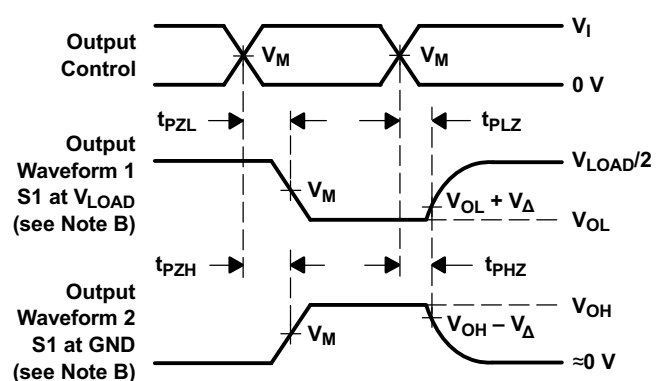 Output
Control
V_M
V_M
V_I
0 V
t_PZL
t_PLZ
Output
Waveform 1
S1 at V_LOAD
(see Note B)
V_M
V_LOAD/2
V_OL + V_Δ
V_OL
t_PZH
t_PHZ
Output
Waveform 2
S1 at GND
(see Note B)
V_M
V_OH
V_OH − V_Δ
≈0 V